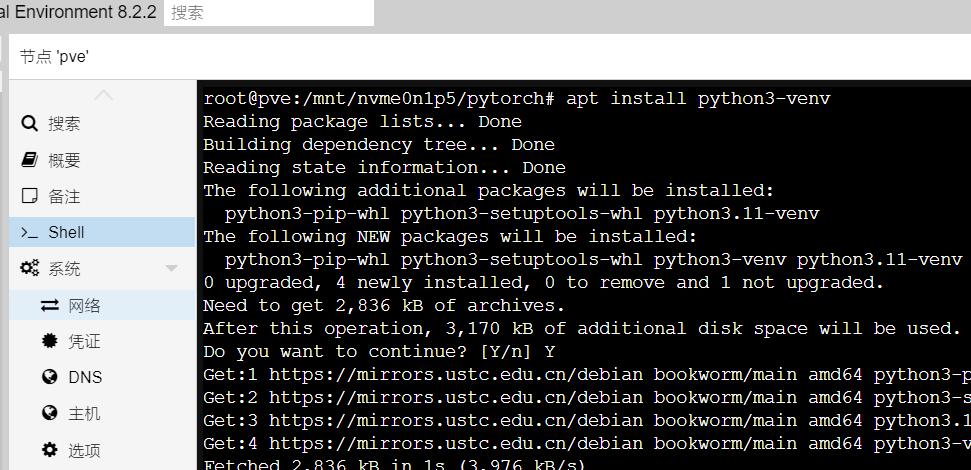 al Environment 8.2.2 搜索
节点 'pve'
搜索
概要
备注
Shell
系统
网络
凭证
DNS
主机
选项
root@pve:/mnt/nvme0n1p5/pytorch# apt install python3-venv
Reading package lists... Done
Building dependency tree... Done
Reading state information... Done
The following additional packages will be installed:
python3-pip-whl python3-setuptools-whl python3.11-venv
The following NEW packages will be installed:
python3-pip-whl python3-setuptools-whl python3-venv python3.11-venv
0 upgraded, 4 newly installed, 0 to remove and 1 not upgraded.
Need to get 2,836 kB of archives.
After this operation, 3,170 kB of additional disk space will be used.
Do you want to continue? [Y/n] Y
Get:1 https://mirrors.ustc.edu.cn/debian bookworm/main amd64 python3-p
Get:2 https://mirrors.ustc.edu.cn/debian bookworm/main amd64 python3-s
Get:3 https://mirrors.ustc.edu.cn/debian bookworm/main amd64 python3.1
Get:4 https://mirrors.ustc.edu.cn/debian bookworm/main amd64 python3-v
Fetched 2,836 kB in 1s (3,976 kB/s)